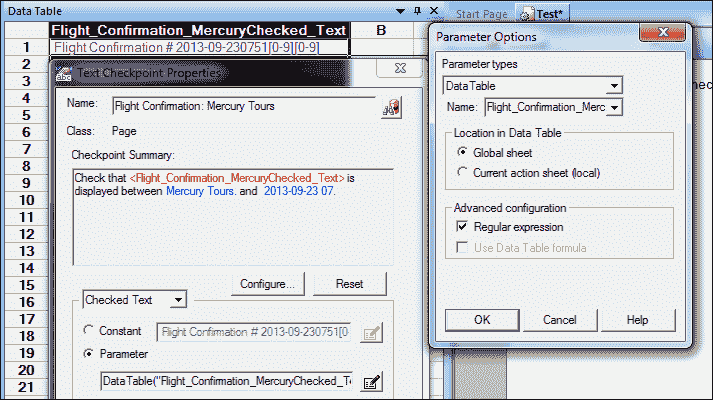 Data Table
Start Page
Test*
Flight_Confirmation_MercuryChecked_Text
B
1
Flight Confirmation # 2013-09-230751[0-9][0-9]
2
3
4
5
6
7
8
9
10
11
12
13
14
15
16
17
18
19
20
21
Text Checkpoint Properties
Name:
Flight Confirmation: Mercury Tours
Class:
Page
Checkpoint Summary:
Check that <Flight_Confirmation_MercuryChecked_Text> is
displayed between Mercury Tours. and 2013-09-23 07.
Configure...
Reset
Checked Text
Constant
Flight Confirmation # 2013-09-230751[0-
Parameter
DataTable("Flight_Confirmation_MercuryChecked_Te
Parameter Options
Parameter types
DataTable
Name:
Flight_Confirmation_Merc
Location in Data Table
Global sheet
Current action sheet (local)
Advanced configuration
Regular expression
Use Data Table formula
OK
Cancel
Help